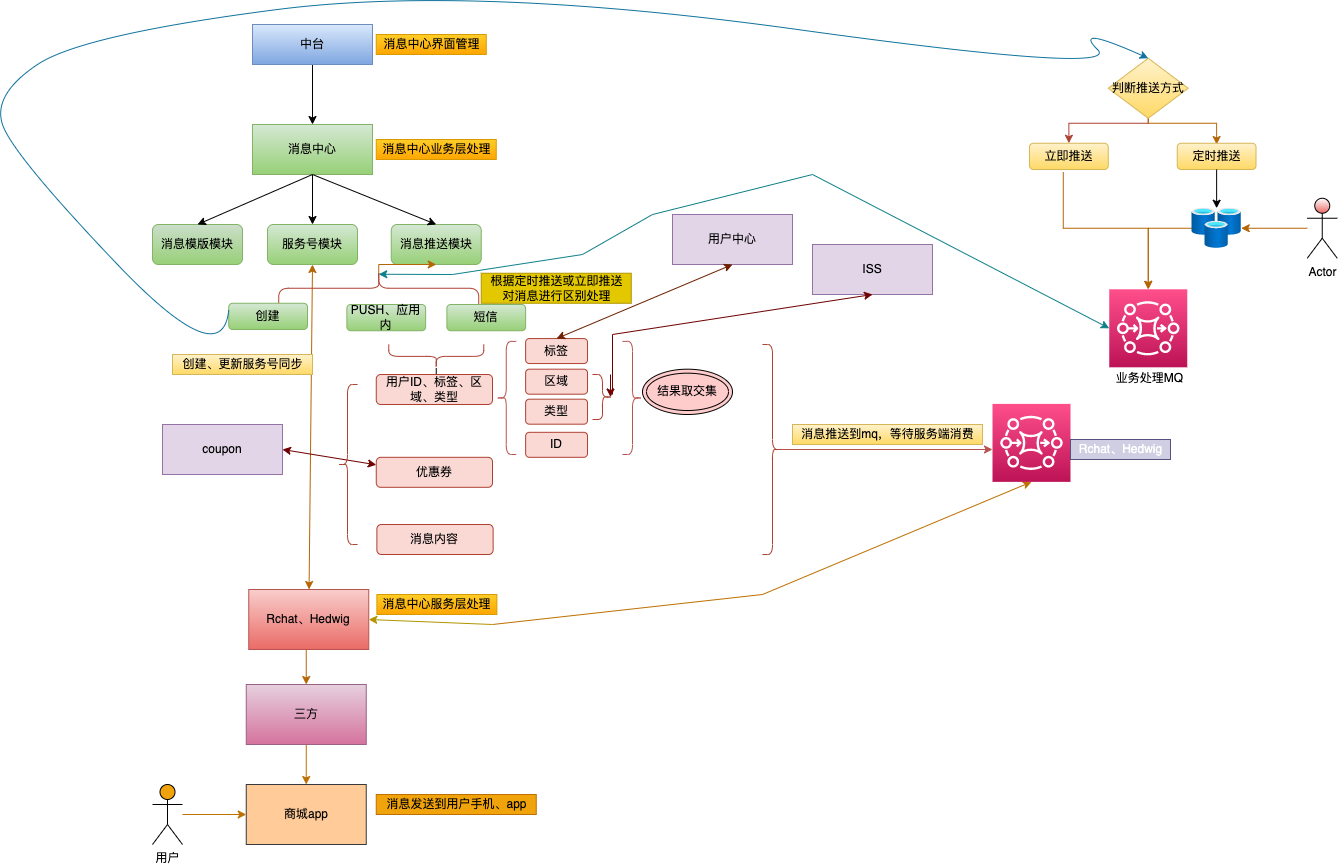 中台
消息中心界面管理
判断推送方式
消息中心
消息中心业务层处理
立即推送
定时推送
消息模版模块
服务号模块
消息推送模块
用户中心
ISS
Actor
根据定时推送或立即推送
对消息进行区别处理
创建
PUSH、应用
内
短信
业务处理MQ
创建、更新服务号同步
标签
用户ID、标签、区
域、类型
区域
类型
结果取交集
ID
coupon
优惠券
消息推送到mq，等待服务端消费
Rchat、Hedwig
消息内容
Rchat、Hedwig
消息中心服务层处理
三方
商城app
消息发送到用户手机、app
用户